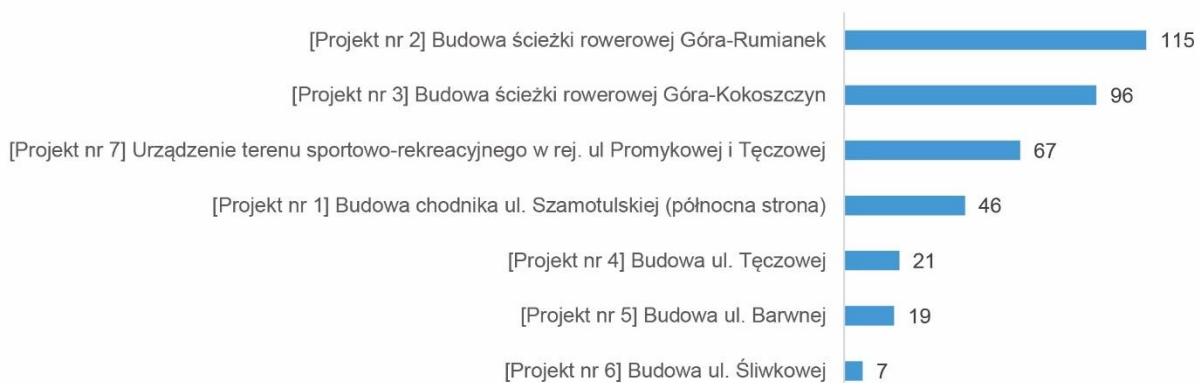 [Projekt nr 2] Budowa ścieżki rowerowej Góra-Rumianek 115
[Projekt nr 3] Budowa ścieżki rowerowej Góra-Kokoszczyn 96
[Projekt nr 7] Urządzenie terenu sportowo-rekreacyjnego w rej. ul Promykowej i Tęczowej 67
[Projekt nr 1] Budowa chodnika ul. Szamotulskiej (północna strona) 46
[Projekt nr 4] Budowa ul. Tęczowej 21
[Projekt nr 5] Budowa ul. Barwnej 19
[Projekt nr 6] Budowa ul. Śliwkowej 7